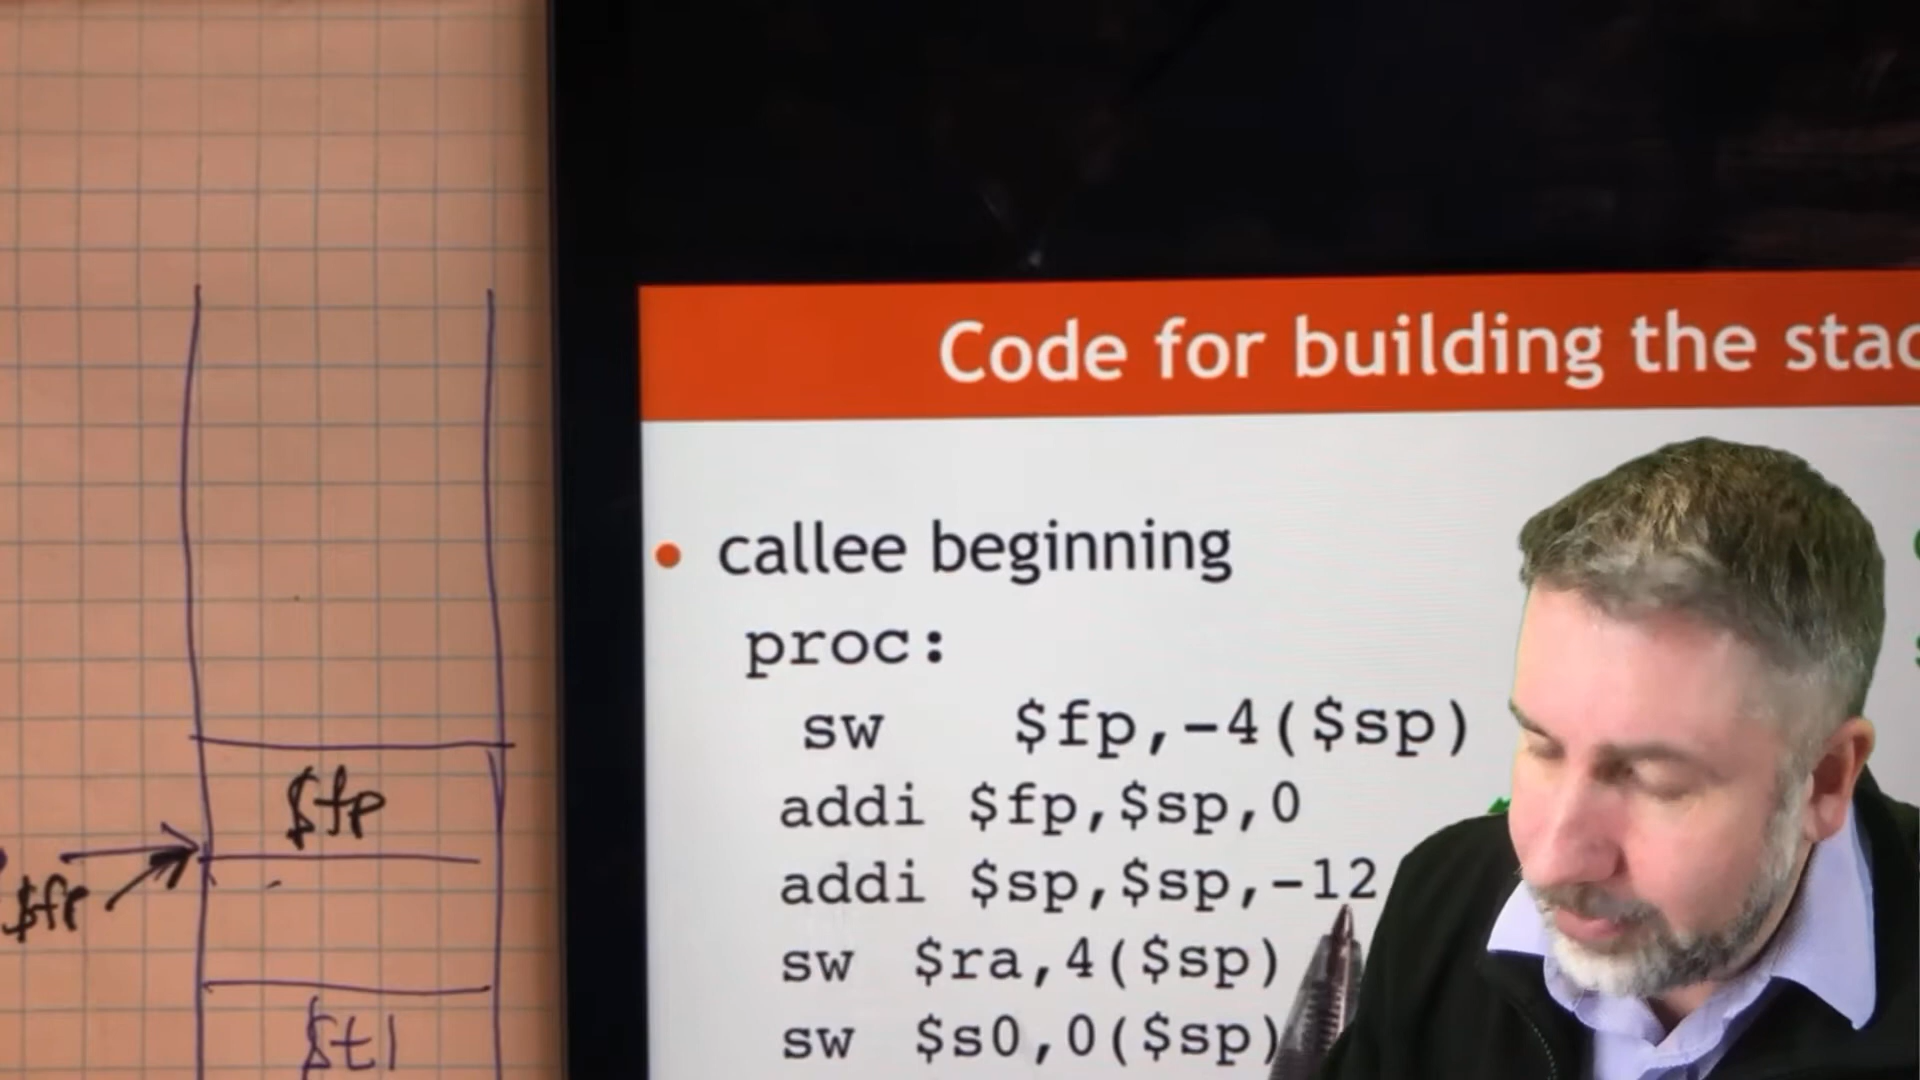 Code for building the stac
• callee beginning
proc:
sw $fp,-4($sp)
addi $fp,$sp,0
addi $sp,$sp,-12
sw $ra,4($sp)
sw $s0,0($sp)
$fp
$fp
$t1